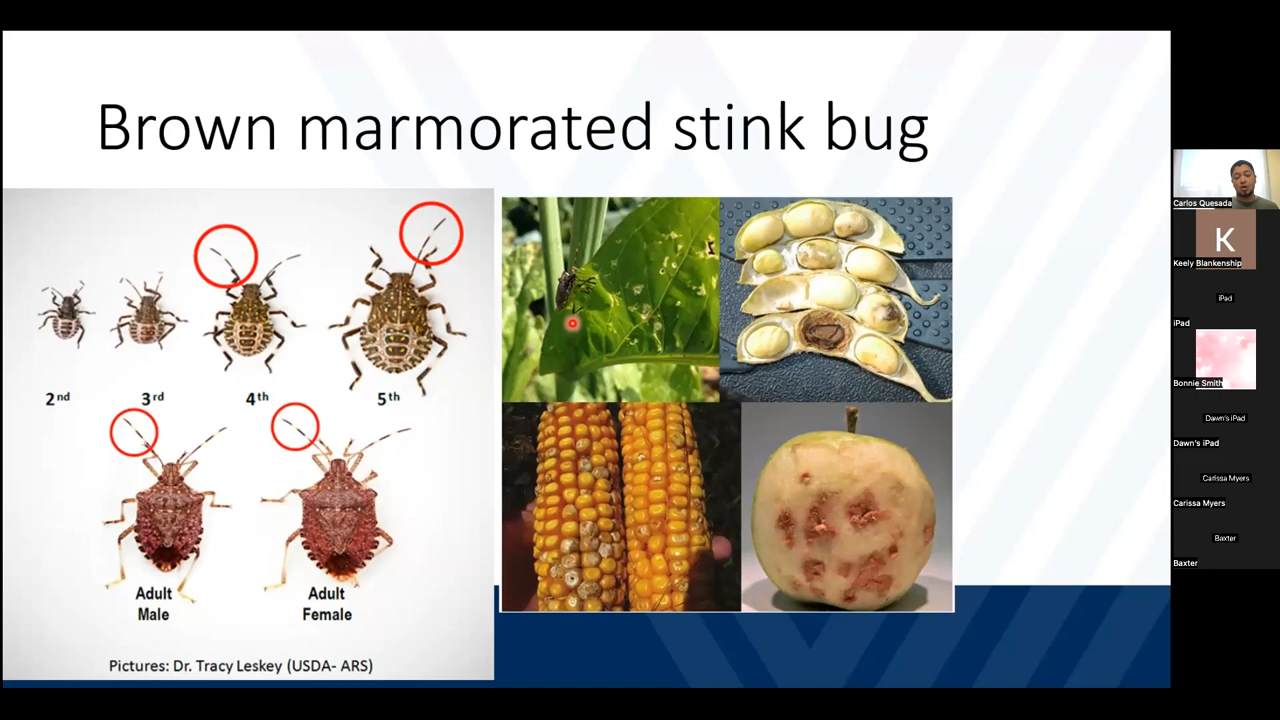 Brown marmorated stink bug
2nd
3rd
4th
5th
Adult
Male
Adult
Female
Pictures: Dr. Tracy Leskey (USDA- ARS)
Carlos Quesada
K
Keely Blankenship
iPad
iPad
Bonnie Smith
Dawn's iPad
Dawn's iPad
Carissa Myers
Carissa Myers
Baxter
Baxter